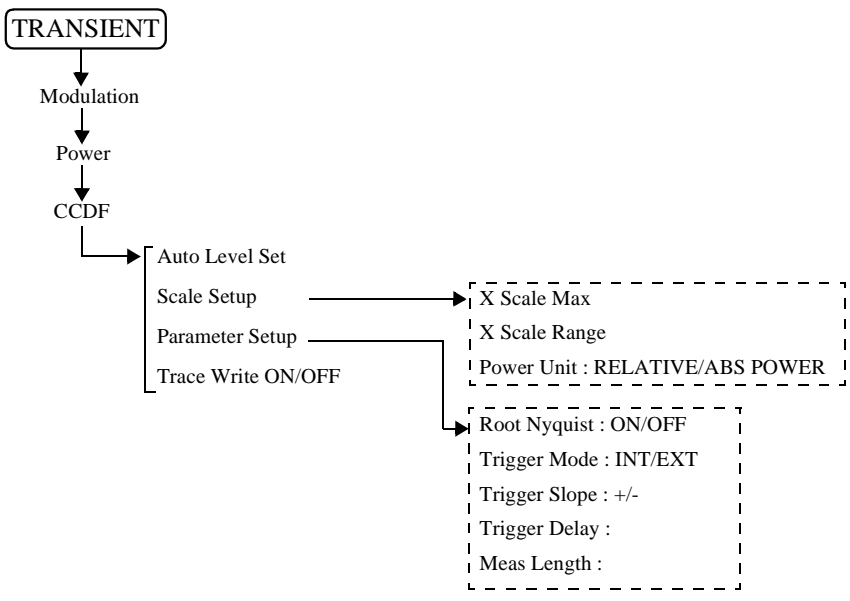 TRANSIENT
Modulation
Power
CCDF
Auto Level Set
Scale Setup
Parameter Setup
Trace Write ON/OFF
X Scale Max
X Scale Range
Power Unit : RELATIVE/ABS POWER
Root Nyquist : ON/OFF
Trigger Mode : INT/EXT
Trigger Slope : +/-
Trigger Delay :
Meas Length :